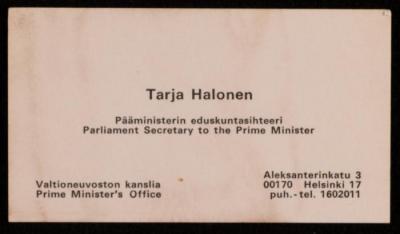 Tarja Halonen
Pääministerin eduskuntasihteeri
Parliament Secretary to the Prime Minister
Valtioneuvoston kanslia
Prime Minister's Office
Aleksanterinkatu 3
00170 Helsinki 17
puh.-tel. 1602011